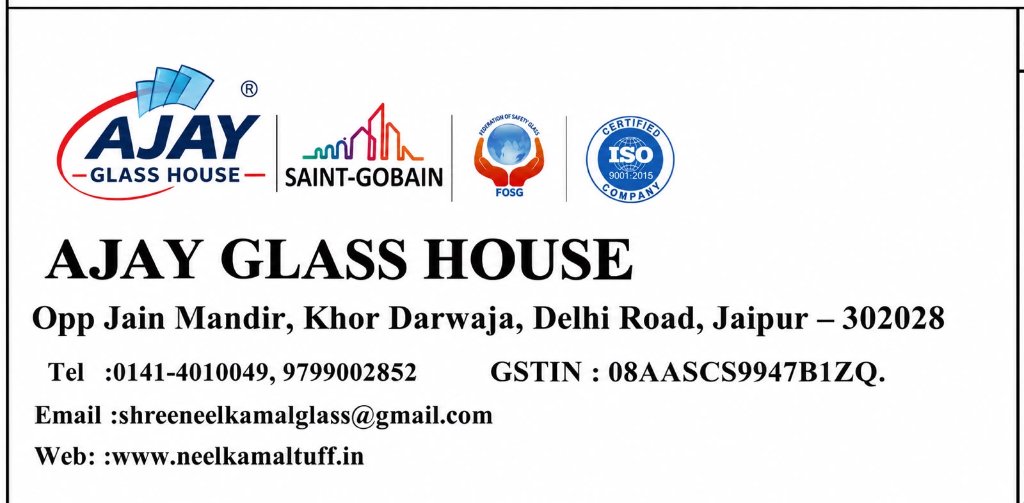 AJAY ®
GLASS HOUSE
SAINT-GOBAIN
FEDERATION OF SAFETY GLASS
FOSG
CERTIFIED
ISO
9001:2015
COMPANY
AJAY GLASS HOUSE
Opp Jain Mandir, Khor Darwaja, Delhi Road, Jaipur – 302028
Tel :0141-4010049, 9799002852 GSTIN : 08AASCS9947B1ZQ.
Email :shreeneelkamalglass@gmail.com
Web: :www.neelkamaltuff.in